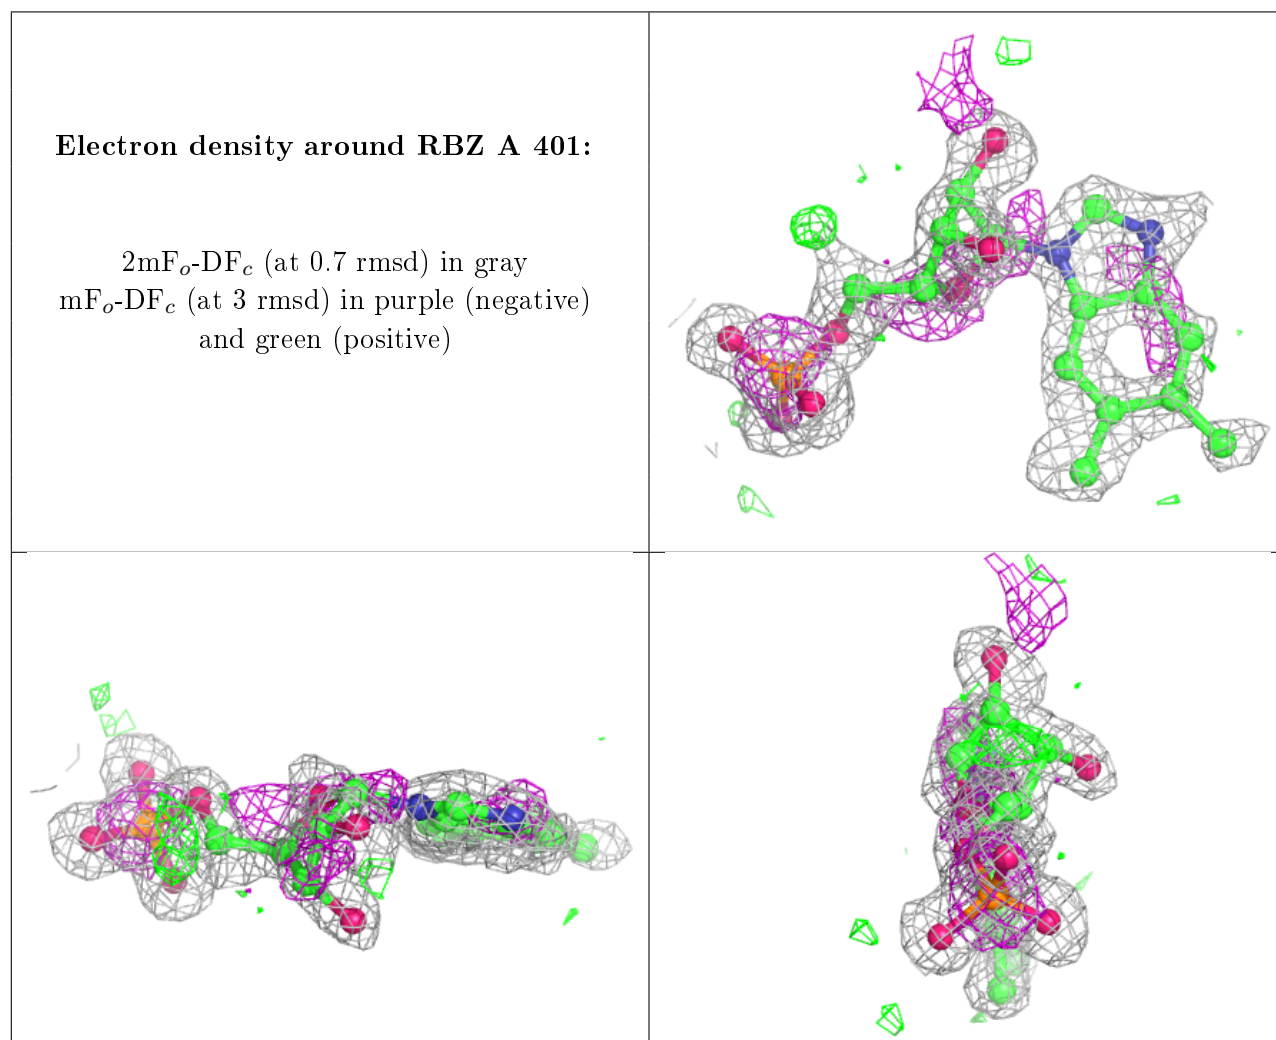 Electron density around RBZ A 401:
2mFₒ-DF𝒸 (at 0.7 rmsd) in gray
mFₒ-DF𝒸 (at 3 rmsd) in purple (negative)
and green (positive)